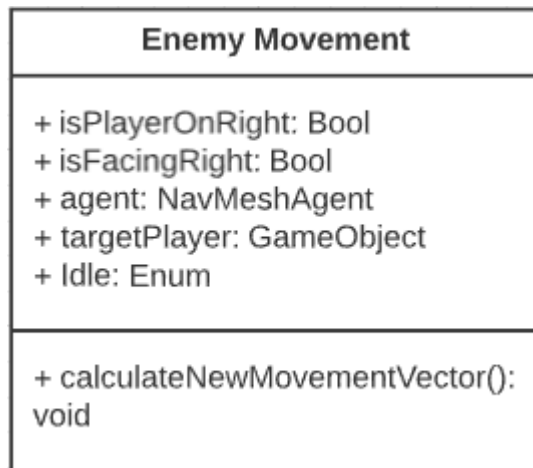 Enemy Movement
+ isPlayerOnRight: Bool
+ isFacingRight: Bool
+ agent: NavMeshAgent
+ targetPlayer: GameObject
+ Idle: Enum
+ calculateNewMovementVector():
void